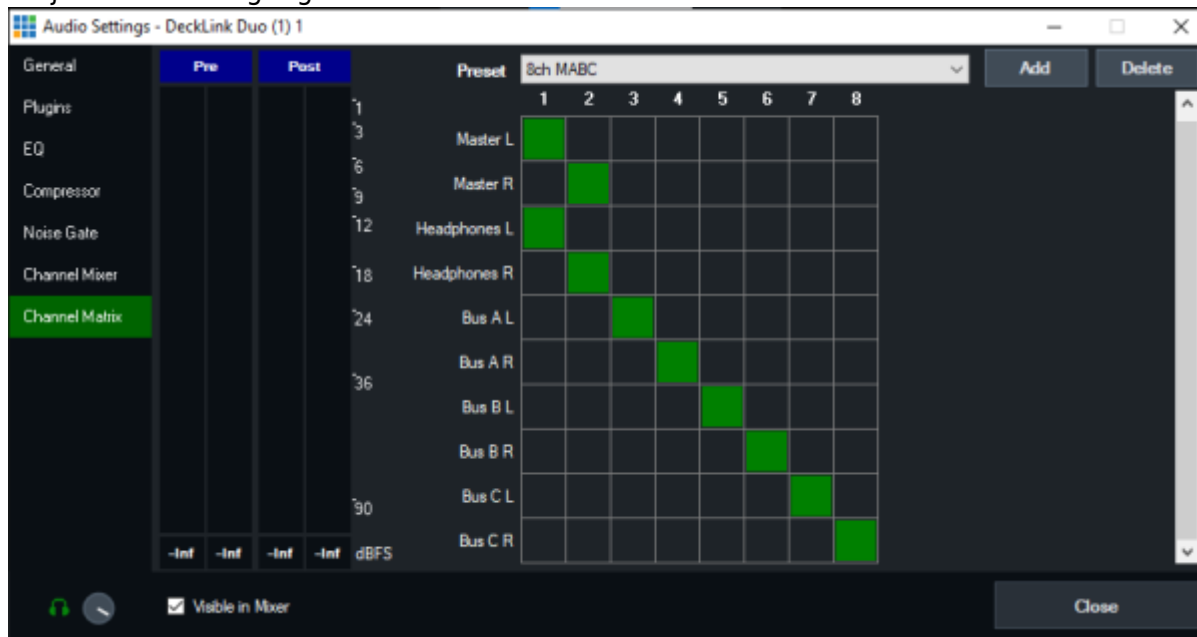 Audio Settings - DeckLink Duo (1) 1
General
Plugins
EQ
Compressor
Noise Gate
Channel Mixer
Channel Matrix
Pre Post
1
3
6
9
12
18
24
36
90
-Inf -Inf -Inf -Inf dBFS
Preset 8ch MABC Add Delete
1 2 3 4 5 6 7 8
Master L
Master R
Headphones L
Headphones R
Bus A L
Bus A R
Bus B L
Bus B R
Bus C L
Bus C R
Visible in Mixer
Close